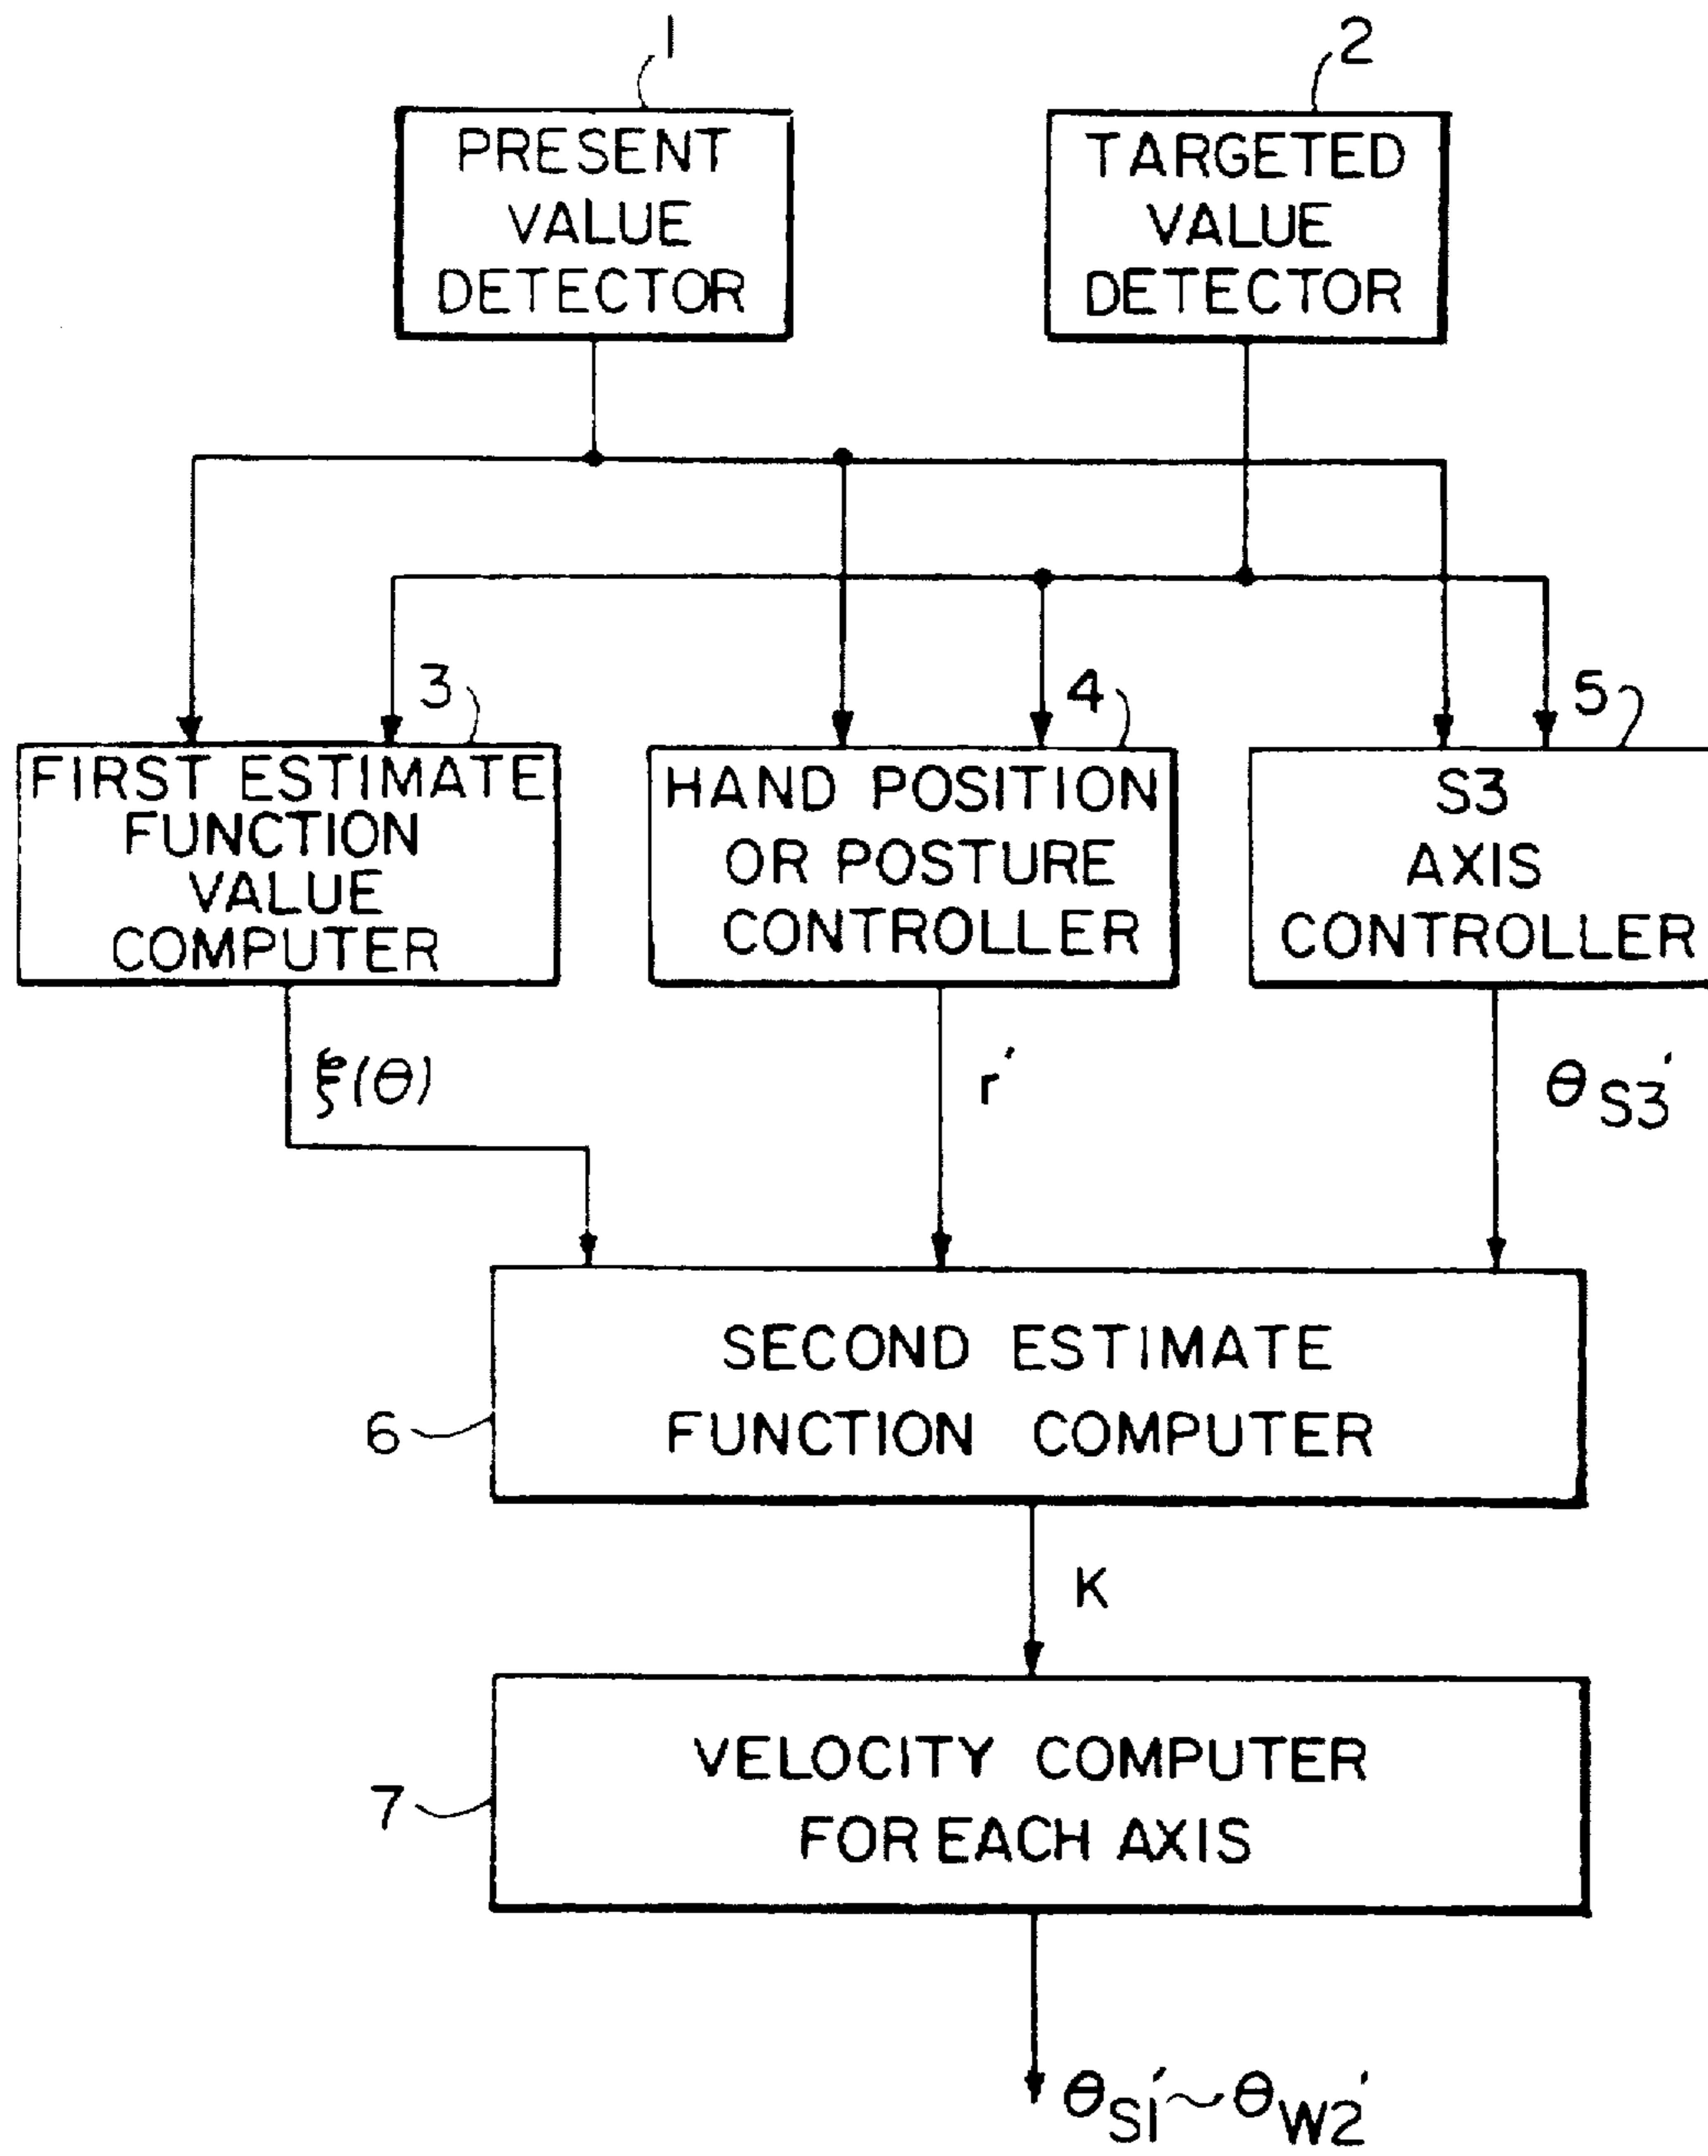 1
2
PRESENT
VALUE
DETECTOR
TARGETED
VALUE
DETECTOR
3
4
5
FIRST ESTIMATE
FUNCTION
VALUE
COMPUTER
HAND POSITION
OR POSTURE
CONTROLLER
S3
AXIS
CONTROLLER
ξ(θ)
r'
θS3'
SECOND ESTIMATE
FUNCTION COMPUTER
6
K
VELOCITY COMPUTER
FOR EACH AXIS
7
θS1'~θW2'